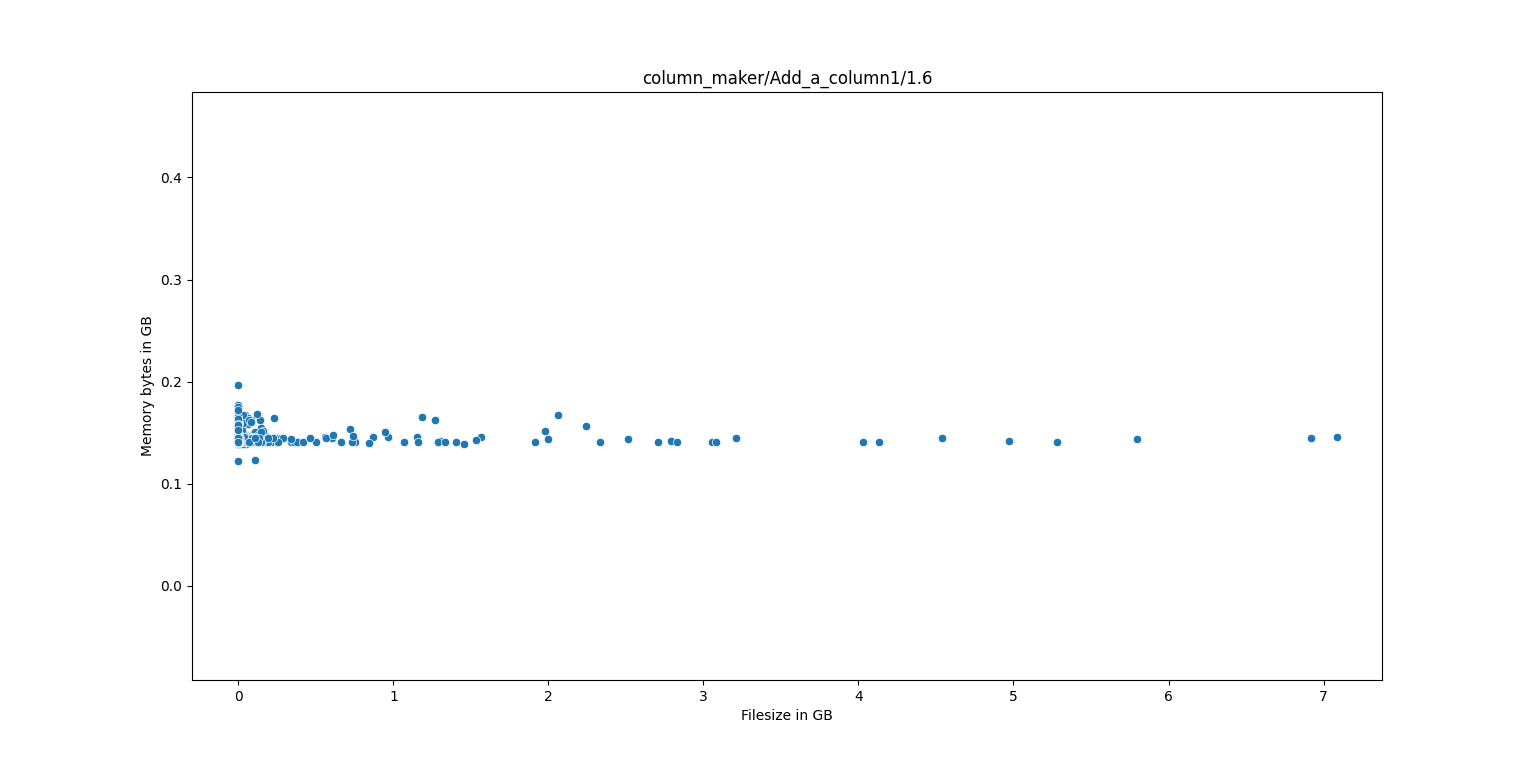 column_maker/Add_a_column1/1.6
0.4
0.3
0.2
0.1
0.0
Memory bytes in GB
0 1 2 3 4 5 6 7
Filesize in GB